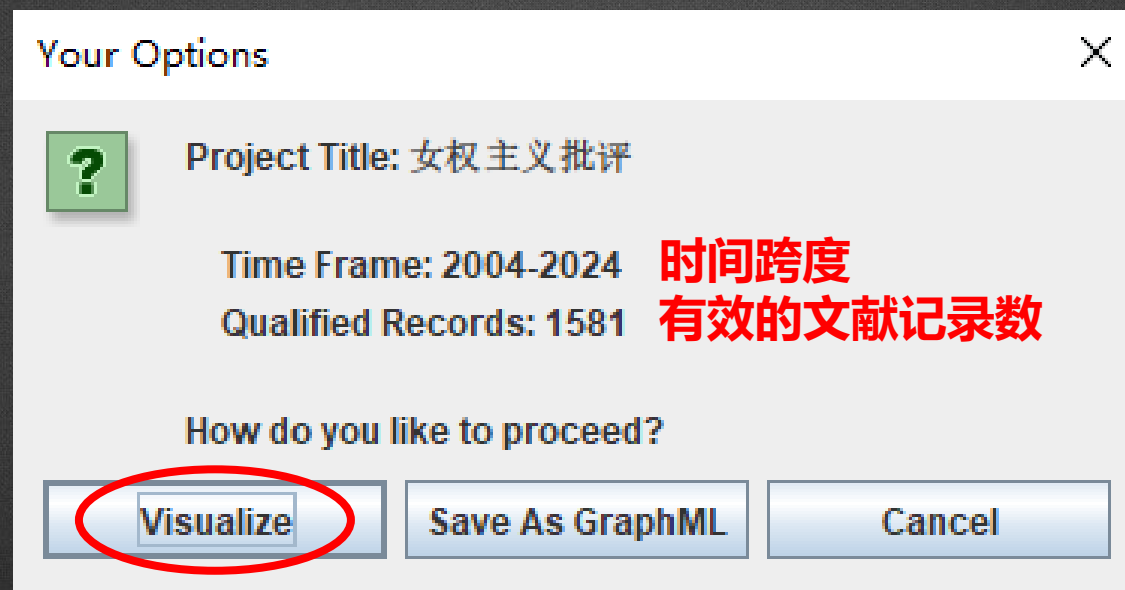 Your Options
?
Project Title: 女权主义批评
Time Frame: 2004-2024 时间跨度
Qualified Records: 1581 有效的文献记录数
How do you like to proceed?
Visualize Save As GraphML Cancel